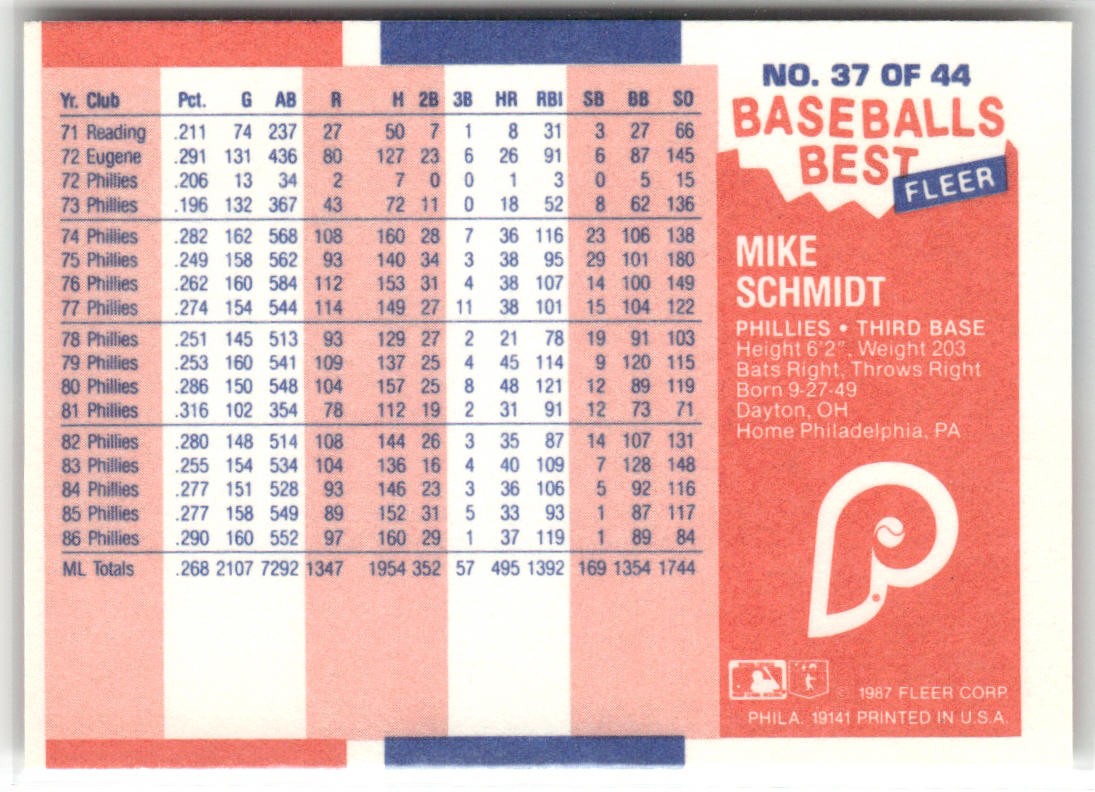 Yr. Club Pct. G AB R H 2B 3B HR RBI SB BB SO
71 Reading .211 74 237 27 50 7 1 8 31 3 27 66
72 Eugene .291 131 436 80 127 23 6 26 91 6 87 145
72 Phillies .206 13 34 2 7 0 0 1 3 0 5 15
73 Phillies .196 132 367 43 72 11 0 18 52 8 62 136
74 Phillies .282 162 568 108 160 28 7 36 116 23 106 138
75 Phillies .249 158 562 93 140 34 3 38 95 29 101 180
76 Phillies .262 160 584 112 153 31 4 38 107 14 100 149
77 Phillies .274 154 544 114 149 27 11 38 101 15 104 122
78 Phillies .251 145 513 93 129 27 2 21 78 19 91 103
79 Phillies .253 160 541 109 137 25 4 45 114 9 120 115
80 Phillies .286 150 548 104 157 25 8 48 121 12 89 119
81 Phillies .316 102 354 78 112 19 2 31 91 12 73 71
82 Phillies .280 148 514 108 144 26 3 35 87 14 107 131
83 Phillies .255 154 534 104 136 16 4 40 109 7 128 148
84 Phillies .277 151 528 93 146 23 3 36 106 5 92 116
85 Phillies .277 158 549 89 152 31 5 33 93 1 87 117
86 Phillies .290 160 552 97 160 29 1 37 119 1 89 84
ML Totals .268 2107 7292 1347 1954 352 57 495 1392 169 1354 1744
NO. 37 OF 44
BASEBALLS
BEST
FLEER
MIKE
SCHMIDT
PHILLIES • THIRD BASE
Height 6'2", Weight 203
Bats Right, Throws Right
Born 9-27-49
Dayton, OH
Home Philadelphia, PA
P
© 1987 FLEER CORP.
PHILA. 19141 PRINTED IN U.S.A.